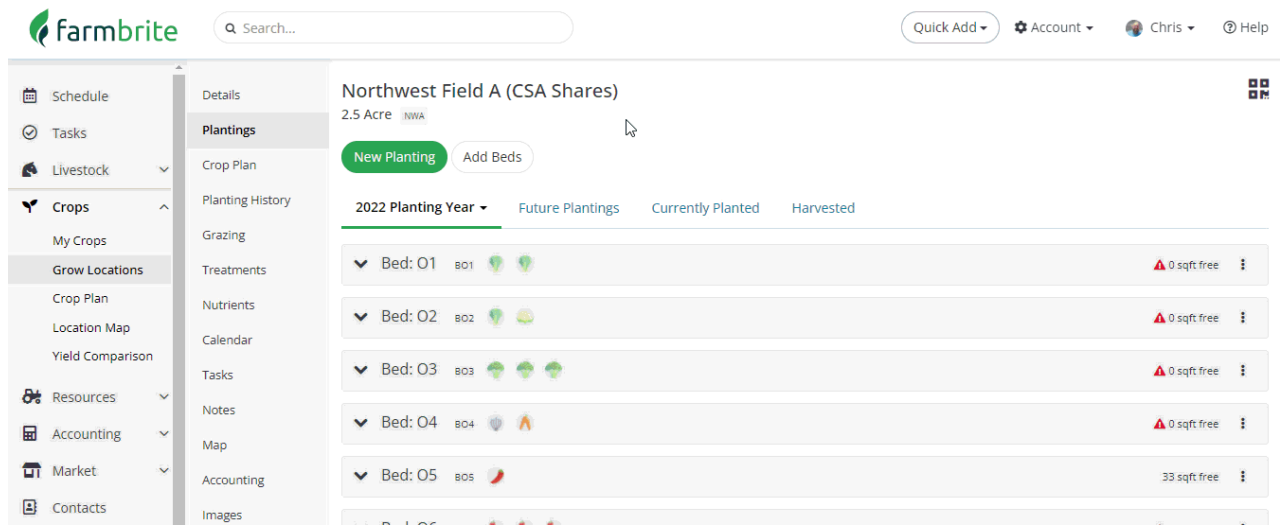 farmbrite
Search...
Quick Add
Account
Chris
Help
Schedule
Tasks
Livestock
Crops
My Crops
Grow Locations
Crop Plan
Location Map
Yield Comparison
Resources
Accounting
Market
Contacts
Details
Plantings
Crop Plan
Planting History
Grazing
Treatments
Nutrients
Calendar
Tasks
Notes
Map
Accounting
Images
Northwest Field A (CSA Shares)
2.5 Acre NWA
New Planting Add Beds
2022 Planting Year Future Plantings Currently Planted Harvested
Bed: O1 BO1 0 sqft free
Bed: O2 BO2 0 sqft free
Bed: O3 BO3 0 sqft free
Bed: O4 BO4 0 sqft free
Bed: O5 BO5 33 sqft free